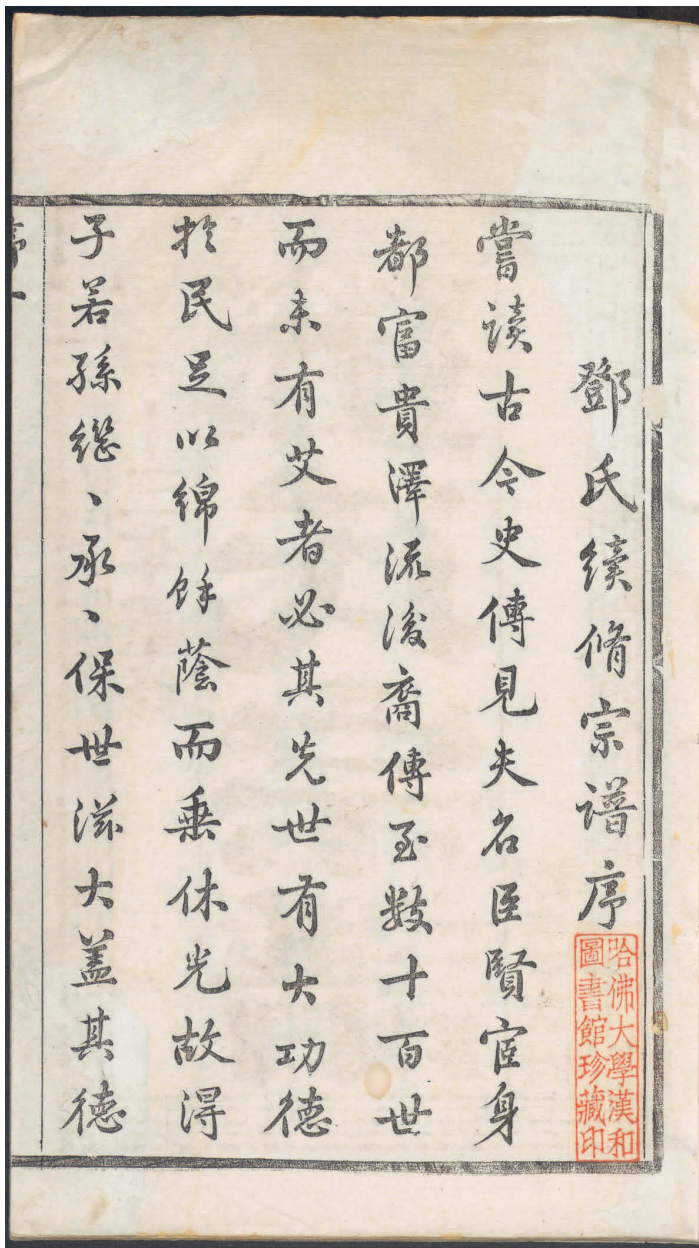 鄧氏續脩宗譜序
嘗讀古今史傳見夫名臣賢宦身
都富貴澤流後裔傳至數十百世
而未有艾者必其先世有大功德
於民足以綿餘蔭而垂休光故得
子若孫繼、承、保世滋大蓋其德
序一
哈佛大學漢和
圖書館珍藏印